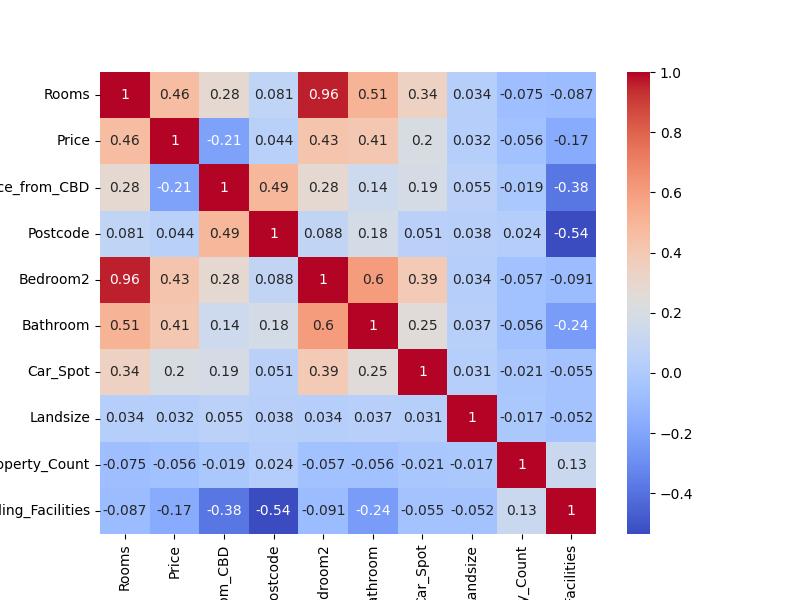 Rooms 1 0.46 0.28 0.081 0.96 0.51 0.34 0.034 -0.075 -0.087
Price 0.46 1 -0.21 0.044 0.43 0.41 0.2 0.032 -0.056 -0.17
ce_from_CBD 0.28 -0.21 1 0.49 0.28 0.14 0.19 0.055 -0.019 -0.38
Postcode 0.081 0.044 0.49 1 0.088 0.18 0.051 0.038 0.024 -0.54
Bedroom2 0.96 0.43 0.28 0.088 1 0.6 0.39 0.034 -0.057 -0.091
Bathroom 0.51 0.41 0.14 0.18 0.6 1 0.25 0.037 -0.056 -0.24
Car_Spot 0.34 0.2 0.19 0.051 0.39 0.25 1 0.031 -0.021 -0.055
Landsize 0.034 0.032 0.055 0.038 0.034 0.037 0.031 1 -0.017 -0.052
operty_Count -0.075 -0.056 -0.019 0.024 -0.057 -0.056 -0.021 -0.017 1 0.13
ding_Facilities -0.087 -0.17 -0.38 -0.54 -0.091 -0.24 -0.055 -0.052 0.13 1
Rooms
Price
om_CBD
ostcode
droom2
athroom
Car_Spot
andsize
y_Count
acilities
1.0
0.8
0.6
0.4
0.2
0.0
−0.2
−0.4